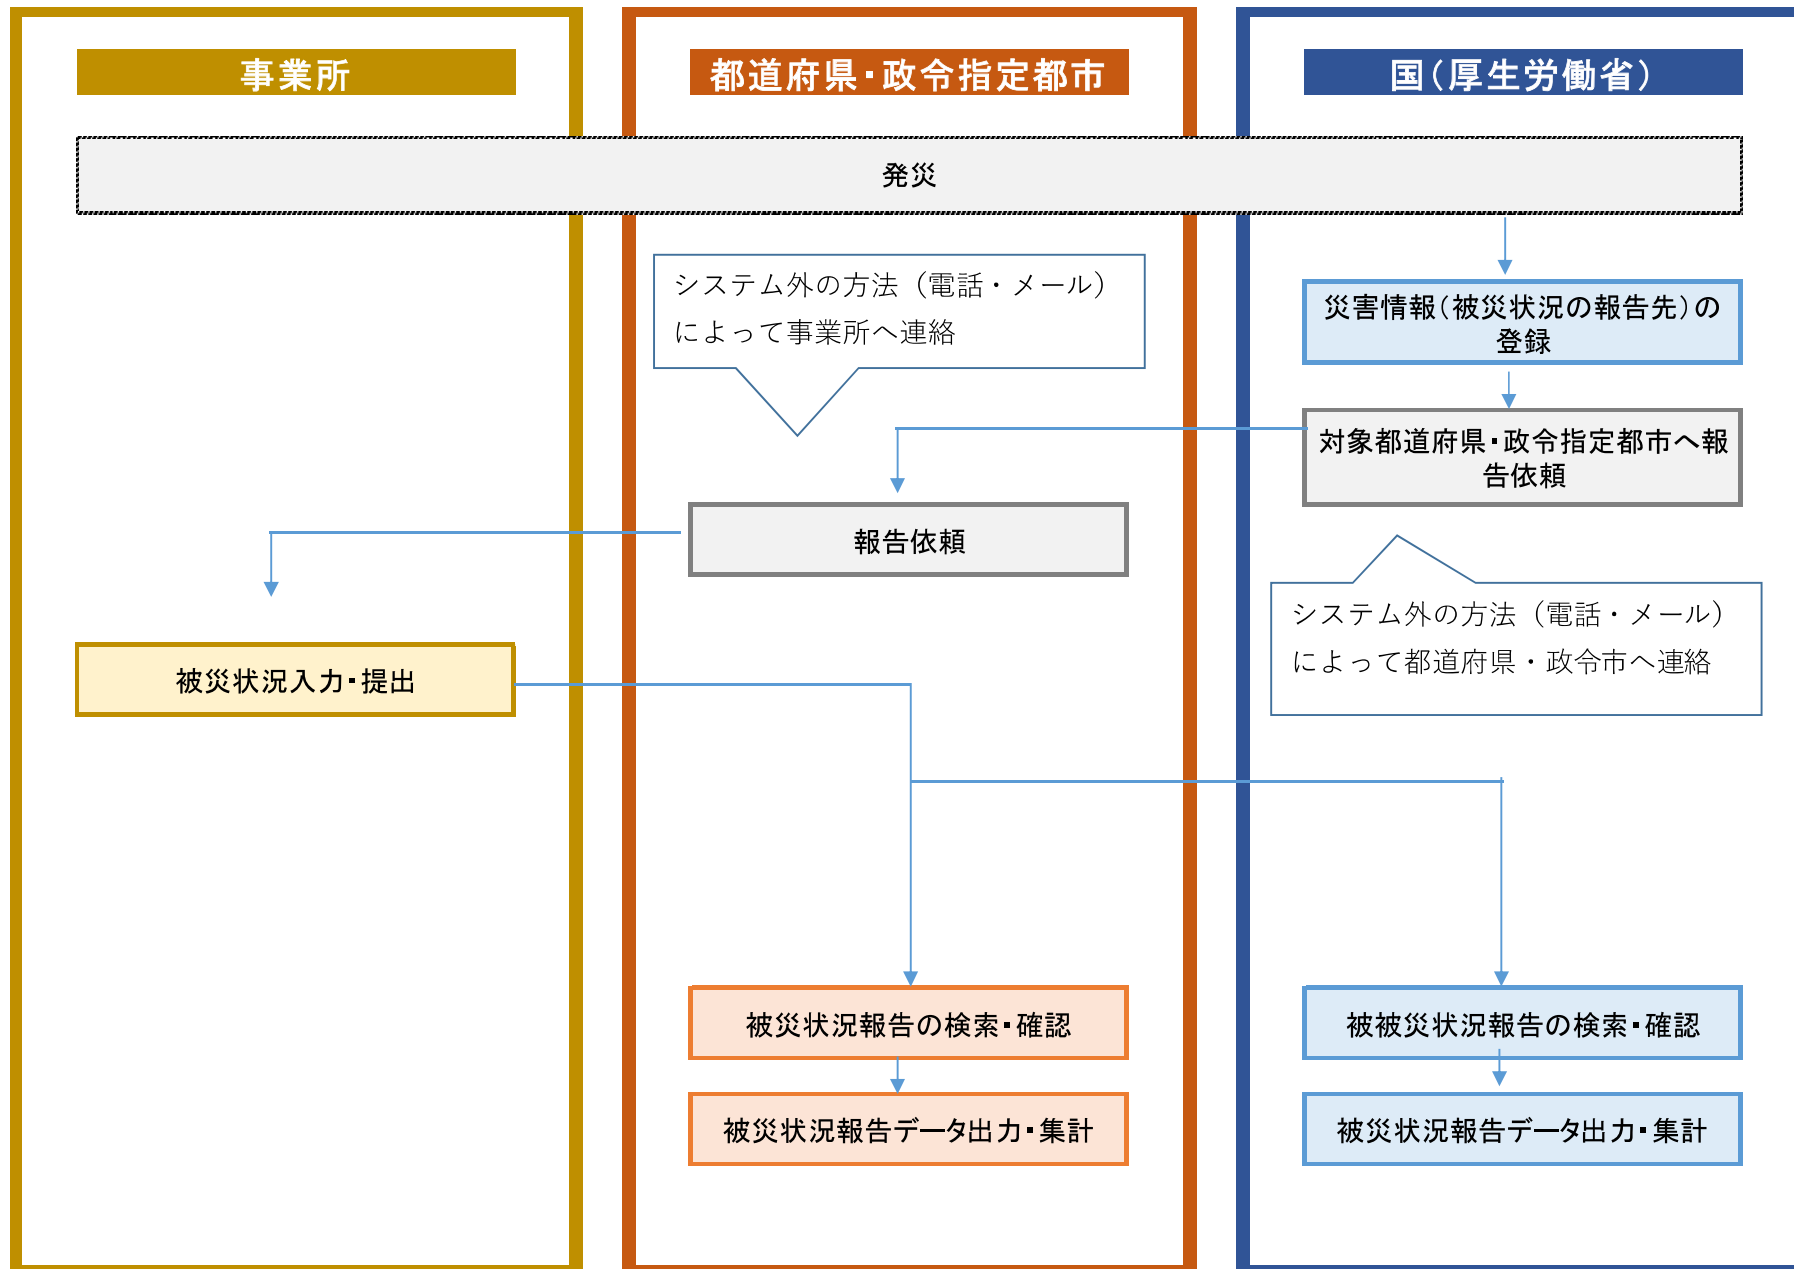 事業所
都道府県・政令指定都市
国（厚生労働省）
発災
システム外の方法（電話・メール）
によって事業所へ連絡
災害情報（被災状況の報告先）の
登録
対象都道府県・政令指定都市へ報
告依頼
報告依頼
システム外の方法（電話・メール）
によって都道府県・政令市へ連絡
被災状況入力・提出
被災状況報告の検索・確認
被被災状況報告の検索・確認
被災状況報告データ出力・集計
被災状況報告データ出力・集計